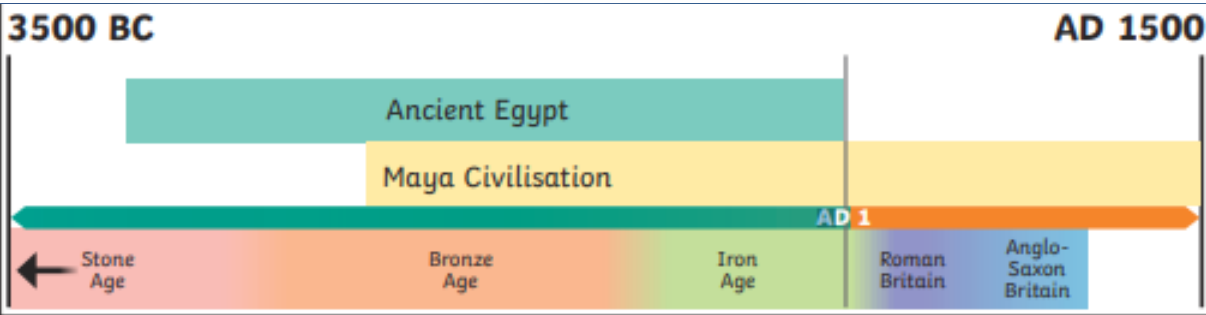 3500 BC
AD 1500
Ancient Egypt
Maya Civilisation
AD 1
Stone
Age
Bronze
Age
Iron
Age
Roman
Britain
Anglo-
Saxon
Britain